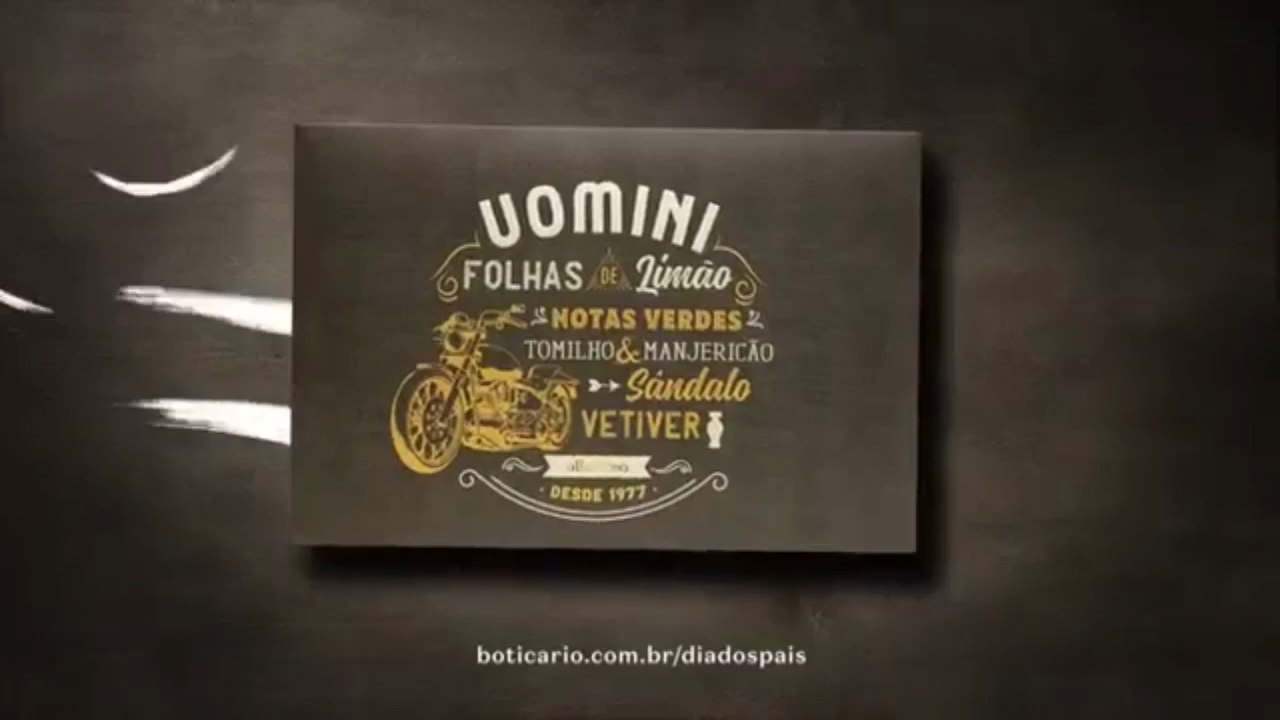 UOMINI
FOLHAS DE Limão
NOTAS VERDES
TOMILHO & MANJERICÃO
Sândalo
VETIVER
DESDE 1977
boticario.com.br/diadospais